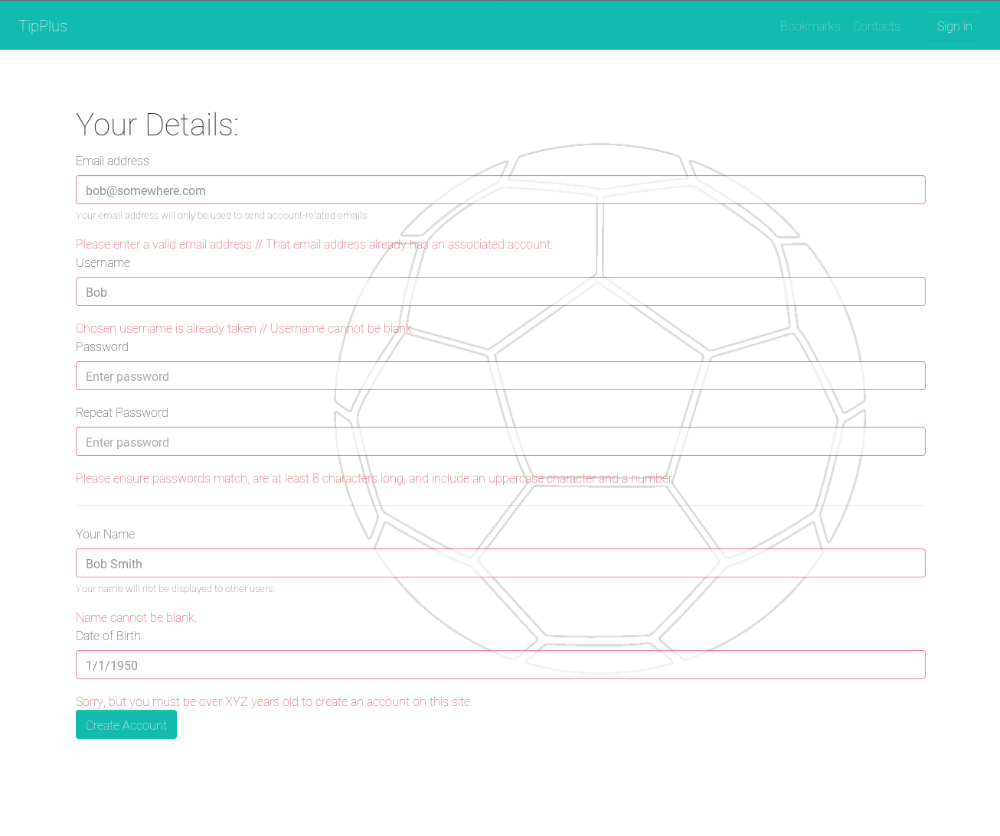 TipPlus Bookmarks Contacts Sign in
Your Details:
Email address
bob@somewhere.com
Your email address will only be used to send account-related emails.
Please enter a valid email address // That email address already has an associated account.
Username
Bob
Chosen username is already taken // Username cannot be blank.
Password
Enter password
Repeat Password
Enter password
Please ensure passwords match, are at least 8 characters long, and include an uppercase character and a number.
Your Name
Bob Smith
Your name will not be displayed to other users.
Name cannot be blank.
Date of Birth
1/1/1950
Sorry, but you must be over XYZ years old to create an account on this site.
Create Account